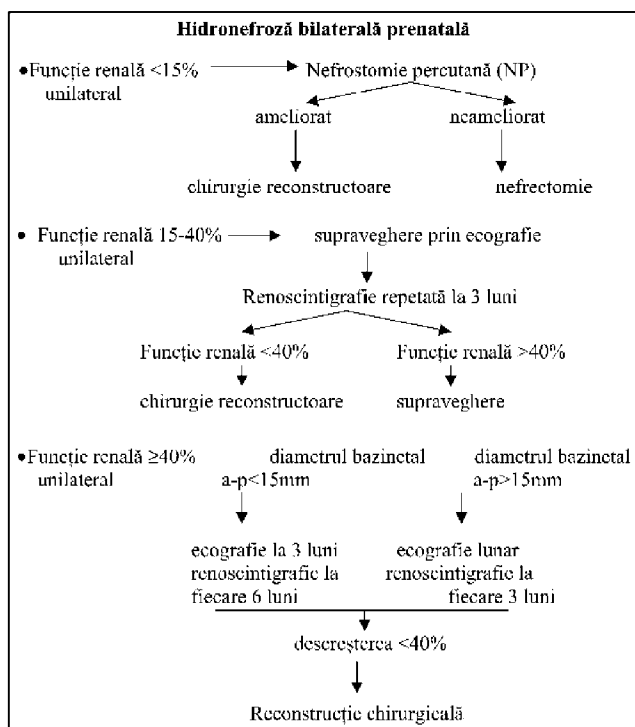 Hidronefroză bilaterală prenatală
•Funcție renală <15%
unilateral
Nefrostomie percutană (NP)
ameliorat
neameliorat
chirurgie reconstructoare
nefrectomie
• Funcție renală 15-40%
unilateral
supraveghere prin ecografie
Renoscintigrafie repetată la 3 luni
Funcție renală <40%
Funcție renală >40%
chirurgie reconstructoare
supraveghere
•Funcție renală ≥40%
unilateral
diametrul bazinetal
a-p<15mm
diametrul bazinetal
a-p>15mm
ecografie la 3 luni
renoscintigrafie la
fiecare 6 luni
ecografie lunar
renoscintigrafie la
fiecare 3 luni
descreșterea <40%
Reconstrucție chirurgicală